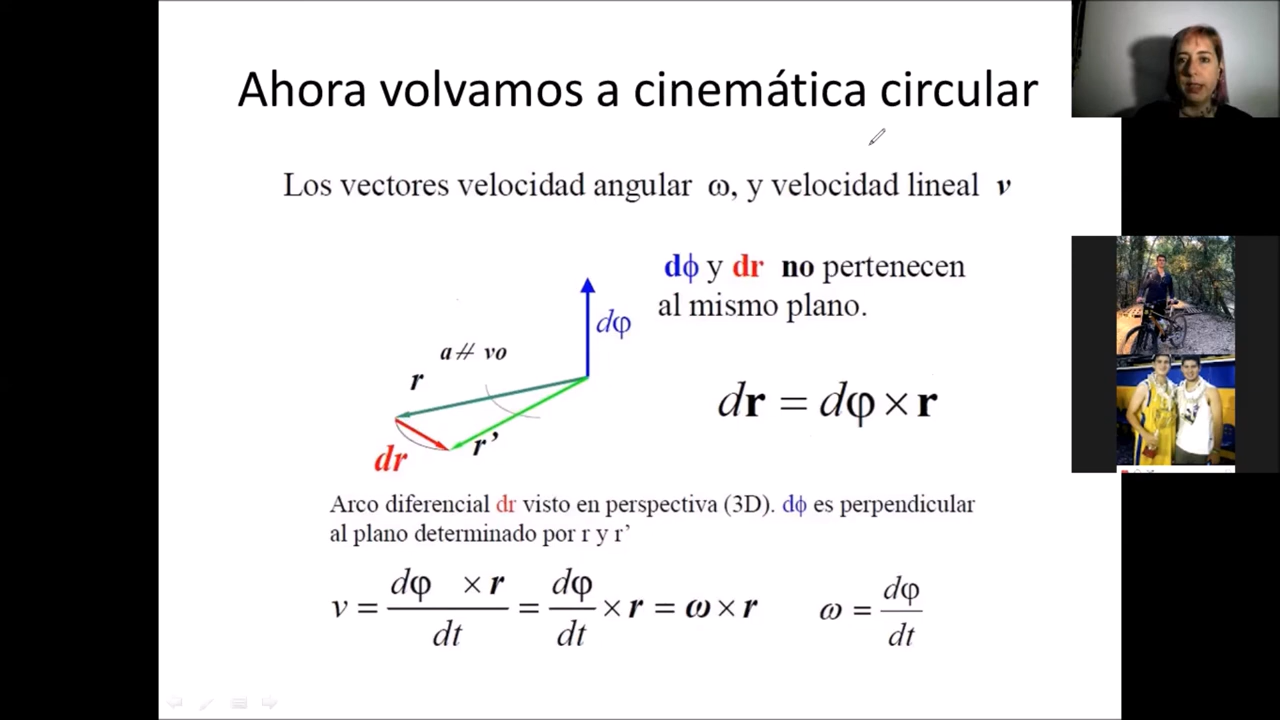 Ahora volvamos a cinemática circular
Los vectores velocidad angular ω, y velocidad lineal v
dϕ y dr no pertenecen
al mismo plano.
dφ
a // vo
r
dr = dφ × r
r’
dr
Arco diferencial dr visto en perspectiva (3D). dϕ es perpendicular
al plano determinado por r y r’
v = dφ × r / dt = dφ / dt × r = ω × r
ω = dφ / dt